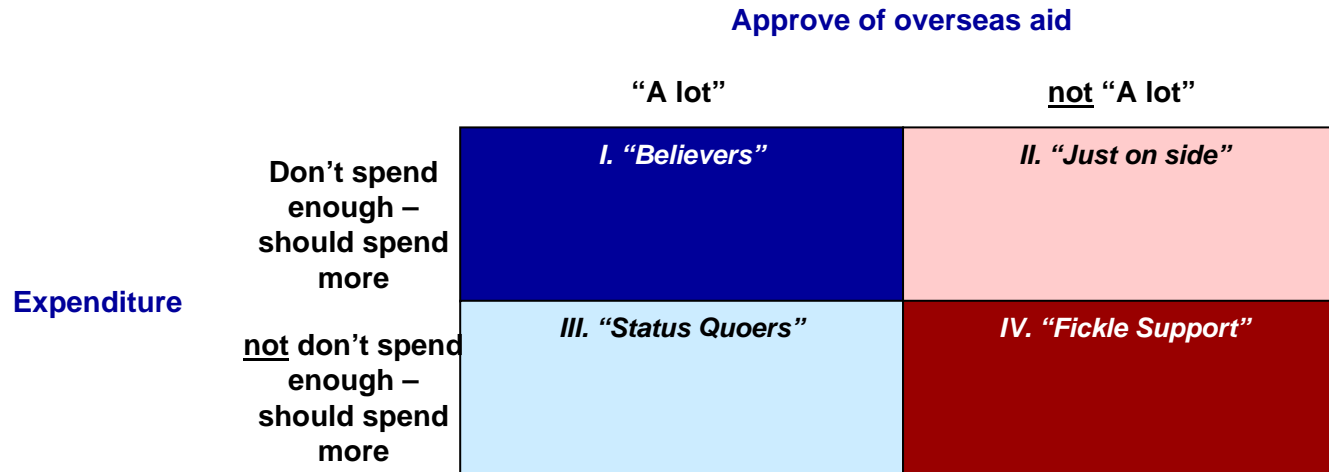 Approve of overseas aid
“A lot”
not “A lot”
I. “Believers”
II. “Just on side”
Don’t spend
enough –
should spend
more
Expenditure
III. “Status Quoers”
IV. “Fickle Support”
not don’t spend
enough –
should spend
more